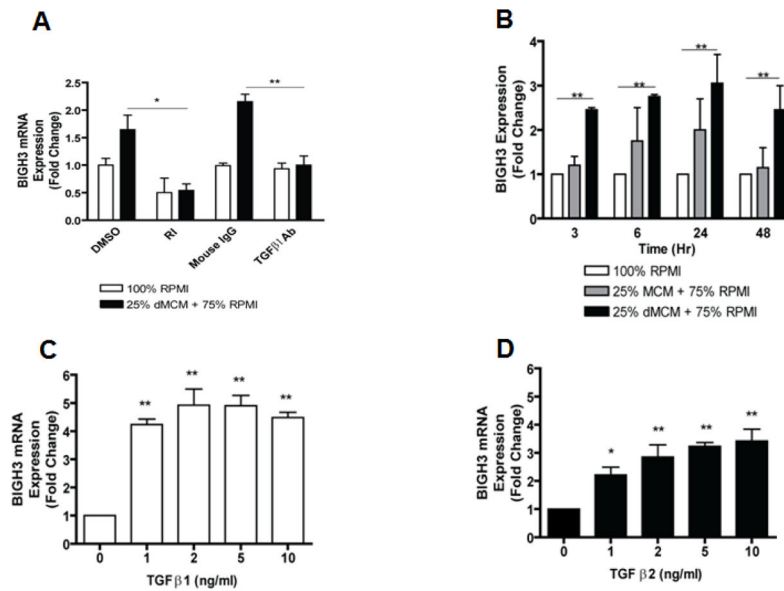 A
BIGH3 mRNA
Expression
(Fold Change)
2.5
2.0
1.5
1.0
0.5
0.0
*
**
DMSO
RI
Mouse IgG
TGFβ1 Ab
100% RPMI
25% dMCM + 75% RPMI
B
BIGH3 Expression
(Fold Change)
4
3
2
1
0
**
**
**
**
3 6 24 48
Time (Hr)
100% RPMI
25% MCM + 75% RPMI
25% dMCM + 75% RPMI
C
BIGH3 mRNA
Expression
(Fold Change)
6
5
4
3
2
1
0
** ** ** **
0 1 2 5 10
TGFβ1 (ng/ml)
D
BIGH3 mRNA
Expression
(Fold Change)
6
5
4
3
2
1
0
* ** ** **
0 1 2 5 10
TGF β2 (ng/ml)